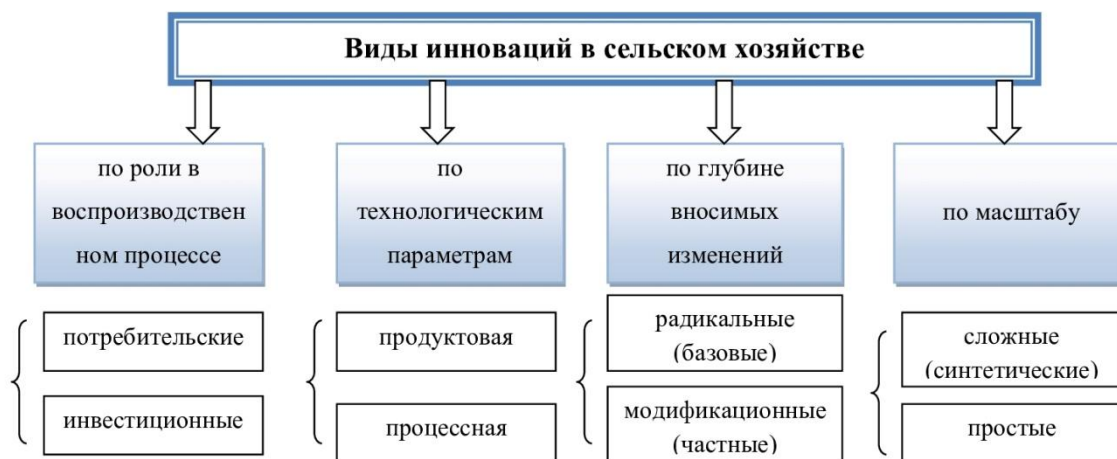 Виды инноваций в сельском хозяйстве
по роли в
воспроизводствен
ном процессе
по
технологическим
параметрам
по глубине
вносимых
изменений
по масштабу
потребительские
инвестиционные
продуктовая
процессная
радикальные
(базовые)
модификационные
(частные)
сложные
(синтетические)
простые